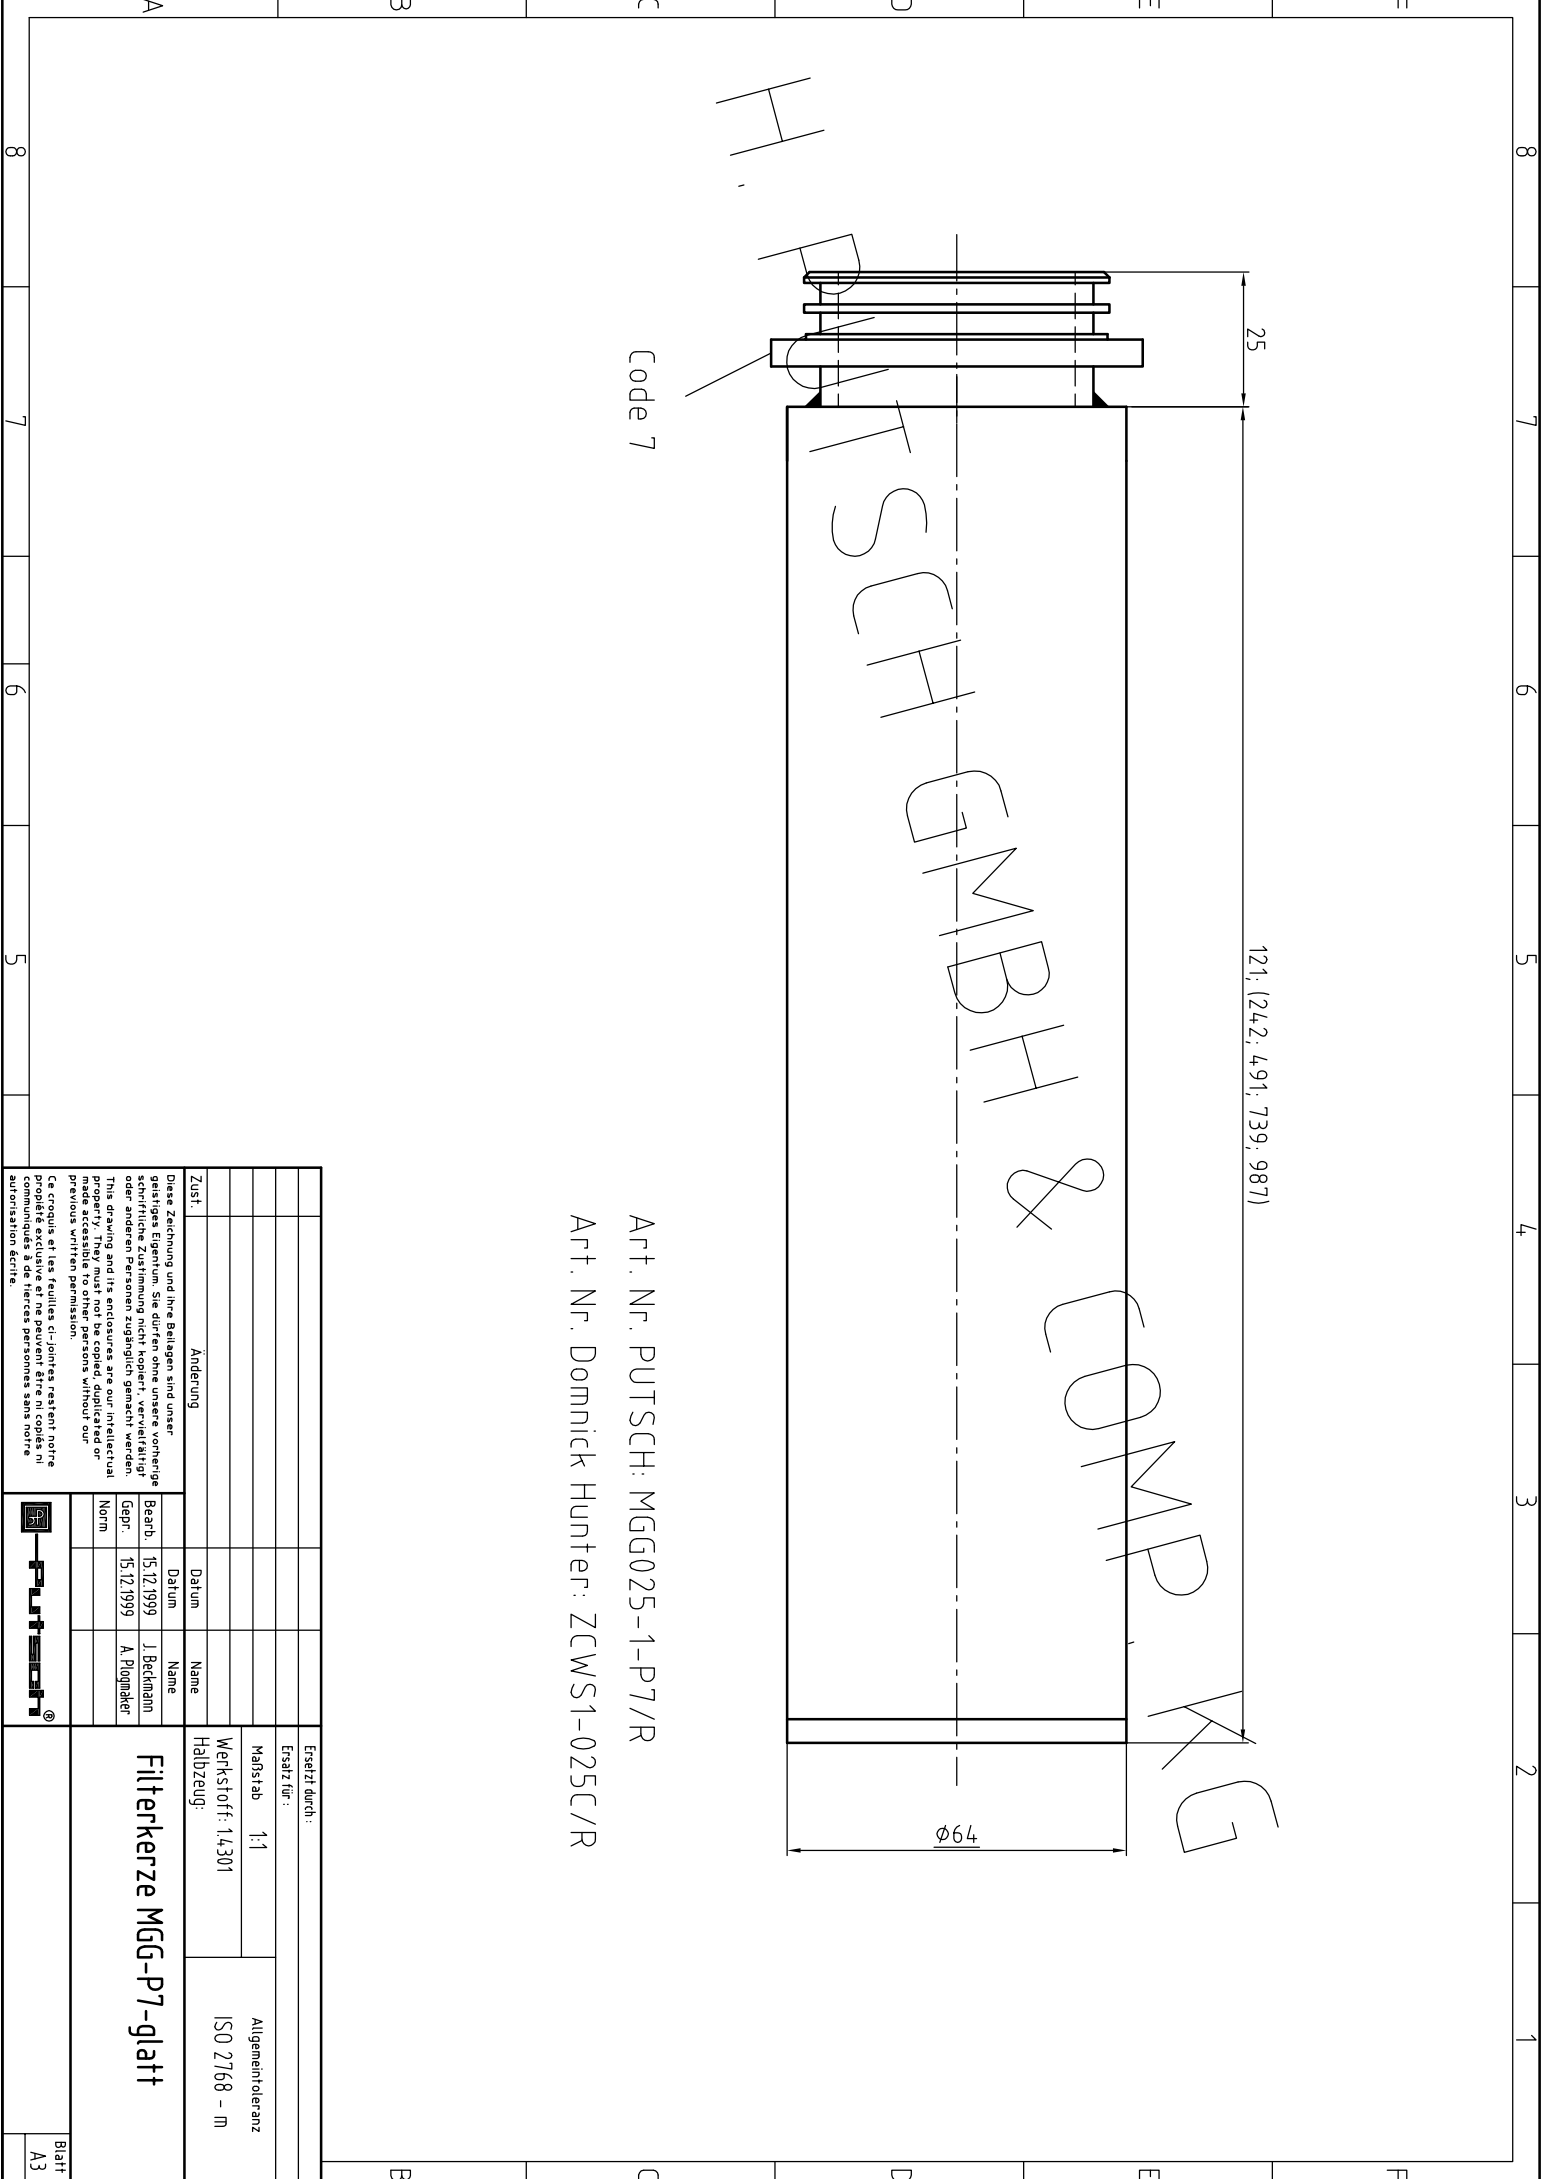 8
7
6
5
4
3
2
1
F
E
D
C
B
A
F
E
D
C
B
8
7
6
5
25
121; (242; 491; 739; 987)
Ø64
Code 7
H. PUTSCH GMBH & COMP. KG
Art. Nr. PUTSCH: MGG025-1-P7/R
Art. Nr. Domnick Hunter: ZCWS1-025C/R
Ersetzt durch :
Ersatz für :
Maßstab 1:1
Allgemeintoleranz
Werkstoff: 1.4301
ISO 2768 - m
Halbzeug:
Zust. Änderung Datum Name
Diese Zeichnung und ihre Beilagen sind unser
geistiges Eigentum. Sie dürfen ohne unsere vorherige
schriftliche Zustimmung nicht kopiert, vervielfältigt
oder anderen Personen zugänglich gemacht werden.
This drawing and its enclosures are our intellectual
property. They must not be copied, duplicated or
made accessible to other persons without our
previous written permission.
Ce croquis et les feuilles ci-jointes restent notre
propiété exclusive et ne peuvent être ni copiés ni
communiqués à de tierces personnes sans notre
autorisation écrite.
Datum Name
Bearb. 15.12.1999 J. Beckmann
Gepr. 15.12.1999 A. Plogmaker
Norm
Putsch ®
Filterkerze MGG-P7-glatt
Blatt
A3